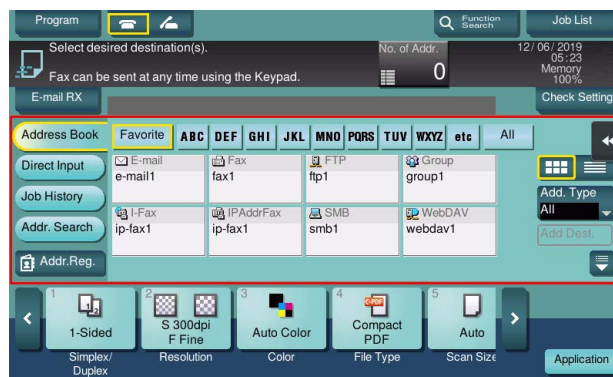 Program
Function Search
Job List
Select desired destination(s).
Fax can be sent at any time using the Keypad.
No. of Addr.
0
12/06/2019
05:23
Memory
100%
E-mail RX
Check Setting
Address Book
Favorite
ABC
DEF
GHI
JKL
MNO
PQRS
TUV
WXYZ
etc
All
Direct Input
Job History
Addr. Search
Addr.Reg.
E-mail
e-mail1
Fax
fax1
FTP
ftp1
Group
group1
I-Fax
ip-fax1
IPAddrFax
ip-fax1
SMB
smb1
WebDAV
webdav1
Add. Type
All
Add Dest.
1
1-Sided
Simplex/
Duplex
2
S 300dpi
F Fine
Resolution
3
Auto Color
Color
4
C-PDF
Compact
PDF
File Type
5
Auto
Scan Size
Application